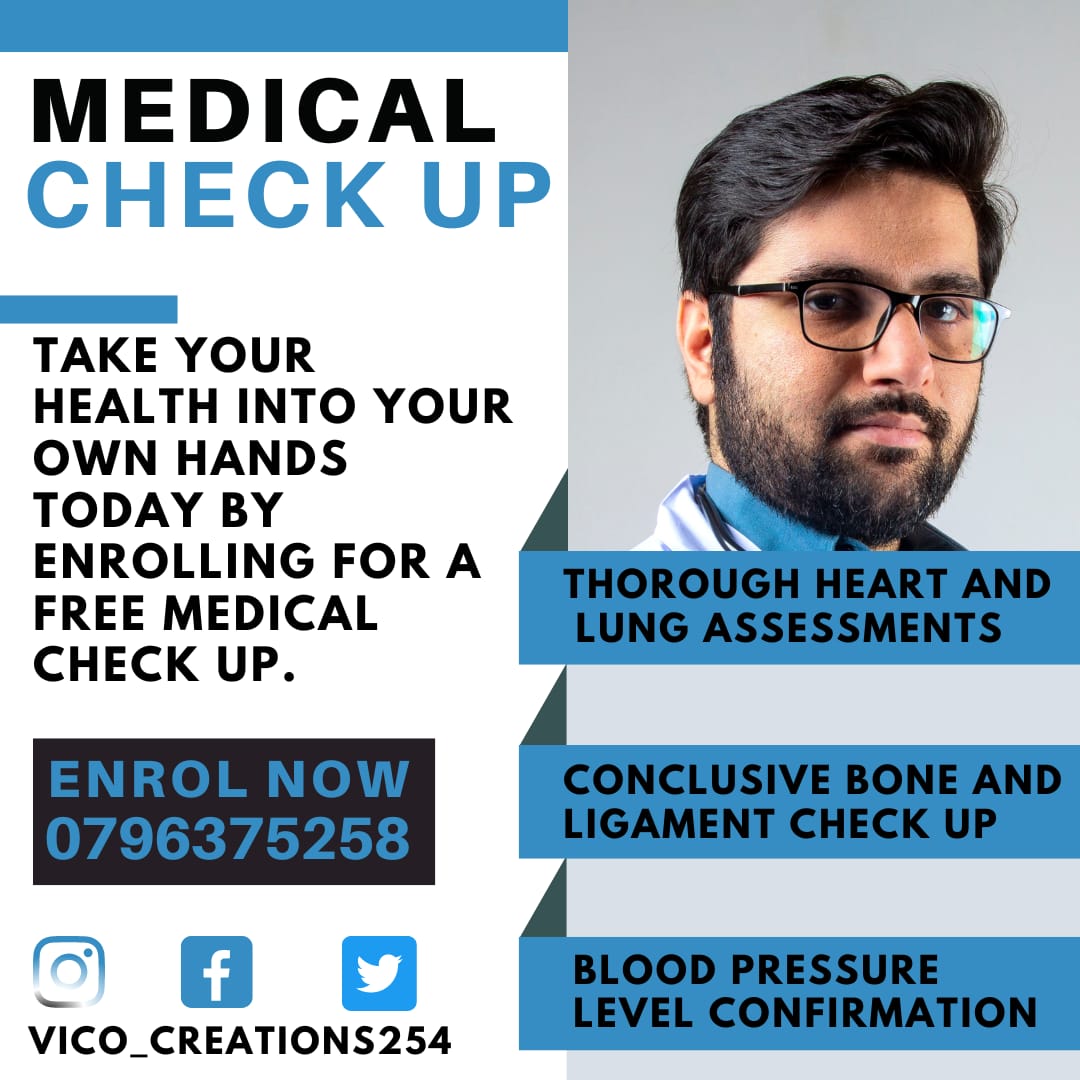 MEDICAL
CHECK UP
TAKE YOUR
HEALTH INTO YOUR
OWN HANDS
TODAY BY
ENROLLING FOR A
FREE MEDICAL
CHECK UP.
ENROL NOW
0796375258
VICO_CREATIONS254
THOROUGH HEART AND
LUNG ASSESSMENTS
CONCLUSIVE BONE AND
LIGAMENT CHECK UP
BLOOD PRESSURE
LEVEL CONFIRMATION